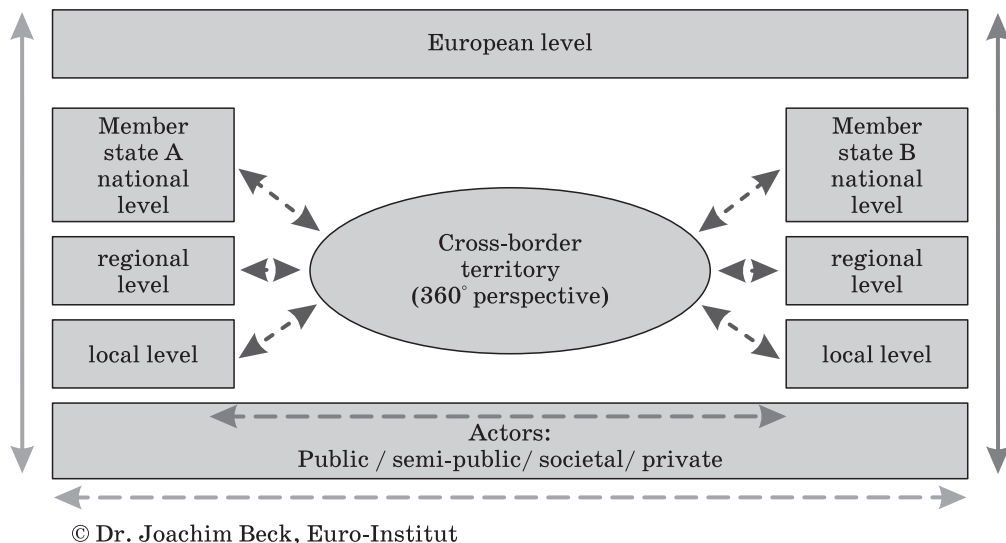 European level
Member
state A
national
level
Member
state B
national
level
Cross-border
territory
(360° perspective)
regional
level
regional
level
local level
local level
Actors:
Public / semi-public/ societal/ private
© Dr. Joachim Beck, Euro-Institut